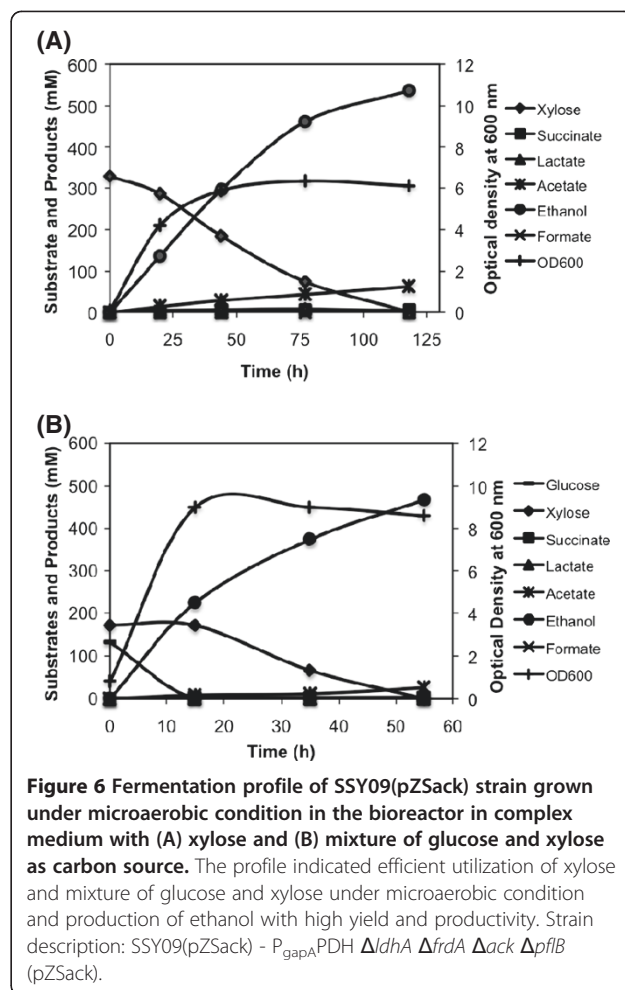 (A)
600
500
400
300
200
100
0
Substrate and Products (mM)
12
10
8
6
4
2
0
Optical density at 600 nm
0 25 50 75 100 125
Time (h)
Xylose
Succinate
Lactate
Acetate
Ethanol
Formate
OD600
(B)
600
500
400
300
200
100
0
Substrates and Products (mM)
12
10
8
6
4
2
0
Optical Density at 600 nm
0 10 20 30 40 50 60
Time (h)
Glucose
Xylose
Succinate
Lactate
Acetate
Ethanol
Formate
OD600
Figure 6 Fermentation profile of SSY09(pZSack) strain grown
under microaerobic condition in the bioreactor in complex
medium with (A) xylose and (B) mixture of glucose and xylose
as carbon source. The profile indicated efficient utilization of xylose
and mixture of glucose and xylose under microaerobic condition
and production of ethanol with high yield and productivity. Strain
description: SSY09(pZSack) - PgapAPDH ΔldhA ΔfrdA Δack ΔpflB
(pZSack).